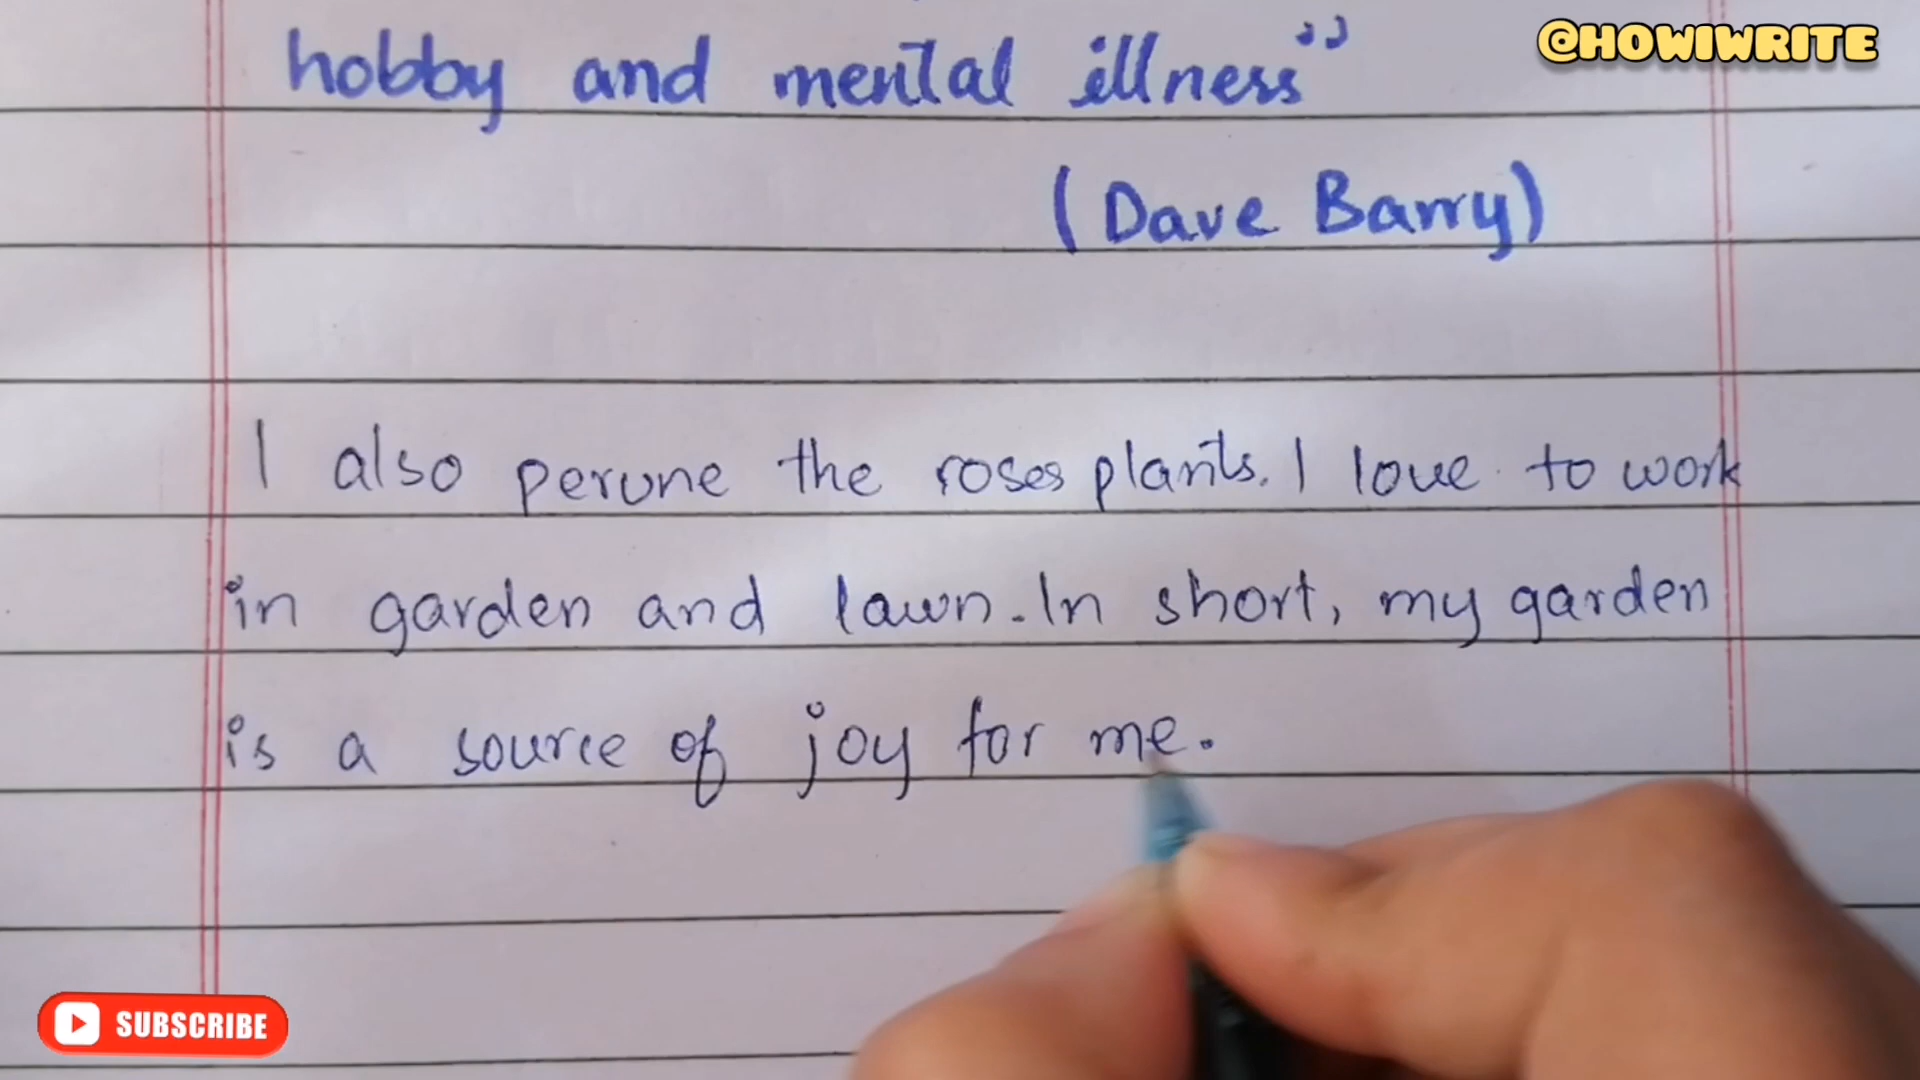 @HOWIWRITE
hobby and mental illness”
(Dave Barry)
I also perune the roses plants. I love to work
in garden and lawn. In short, my garden
is a source of joy for me.
SUBSCRIBE